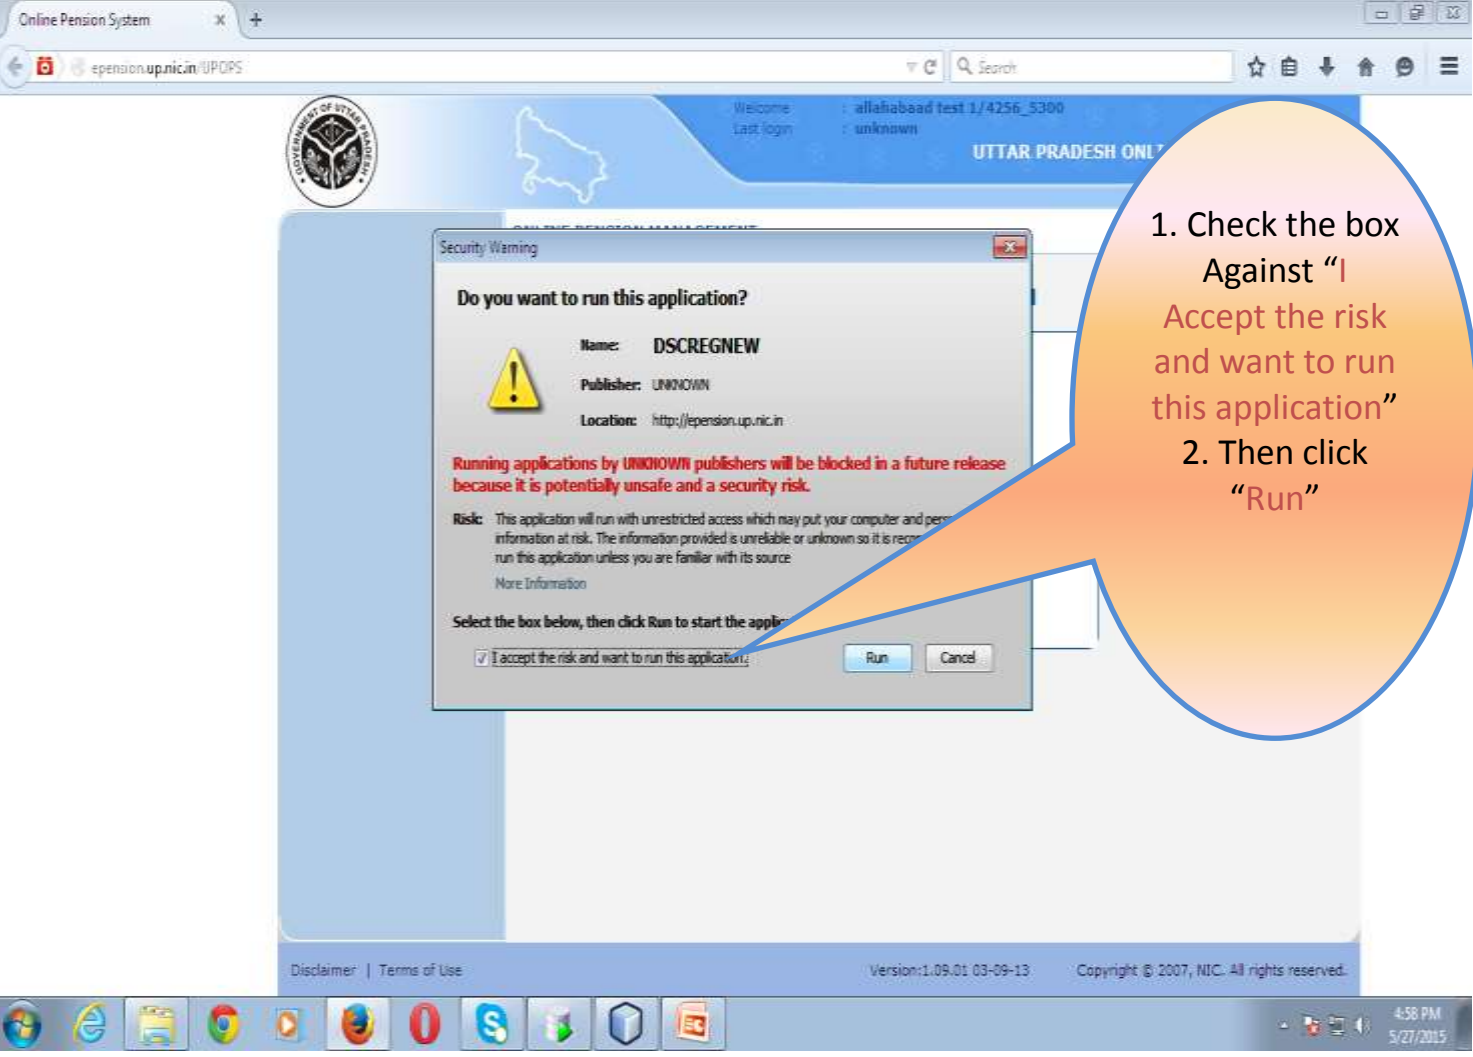 Online Pension System
epension.up.nic.in/UPOPS
Search
GOVERNMENT OF UTTAR PRADESH
Welcome : allahabaad test 1/4256_5300
Last login : unknown
UTTAR PRADESH
ONLINE PENSION MANAGEMENT
Security Warning
Do you want to run this application?
Name: DSCREGNEW
Publisher: UNKNOWN
Location: http://epension.up.nic.in
Running applications by UNKNOWN publishers will be blocked in a future release
because it is potentially unsafe and a security risk.
Risk: This application will run with unrestricted access which may put your computer and
information at risk. The information provided is unreliable or unknown so it is
run this application unless you are familiar with its source
More Information
Select the box below, then click Run to start the
I accept the risk and want to run this application.
Run
Cancel
1. Check the box
Against “I
Accept the risk
and want to run
this application”
2. Then click
“Run”
Disclaimer | Terms of Use
Version:1.09.01 03-09-13
Copyright © 2007, NIC. All rights reserved.
4:58 PM
5/27/2015